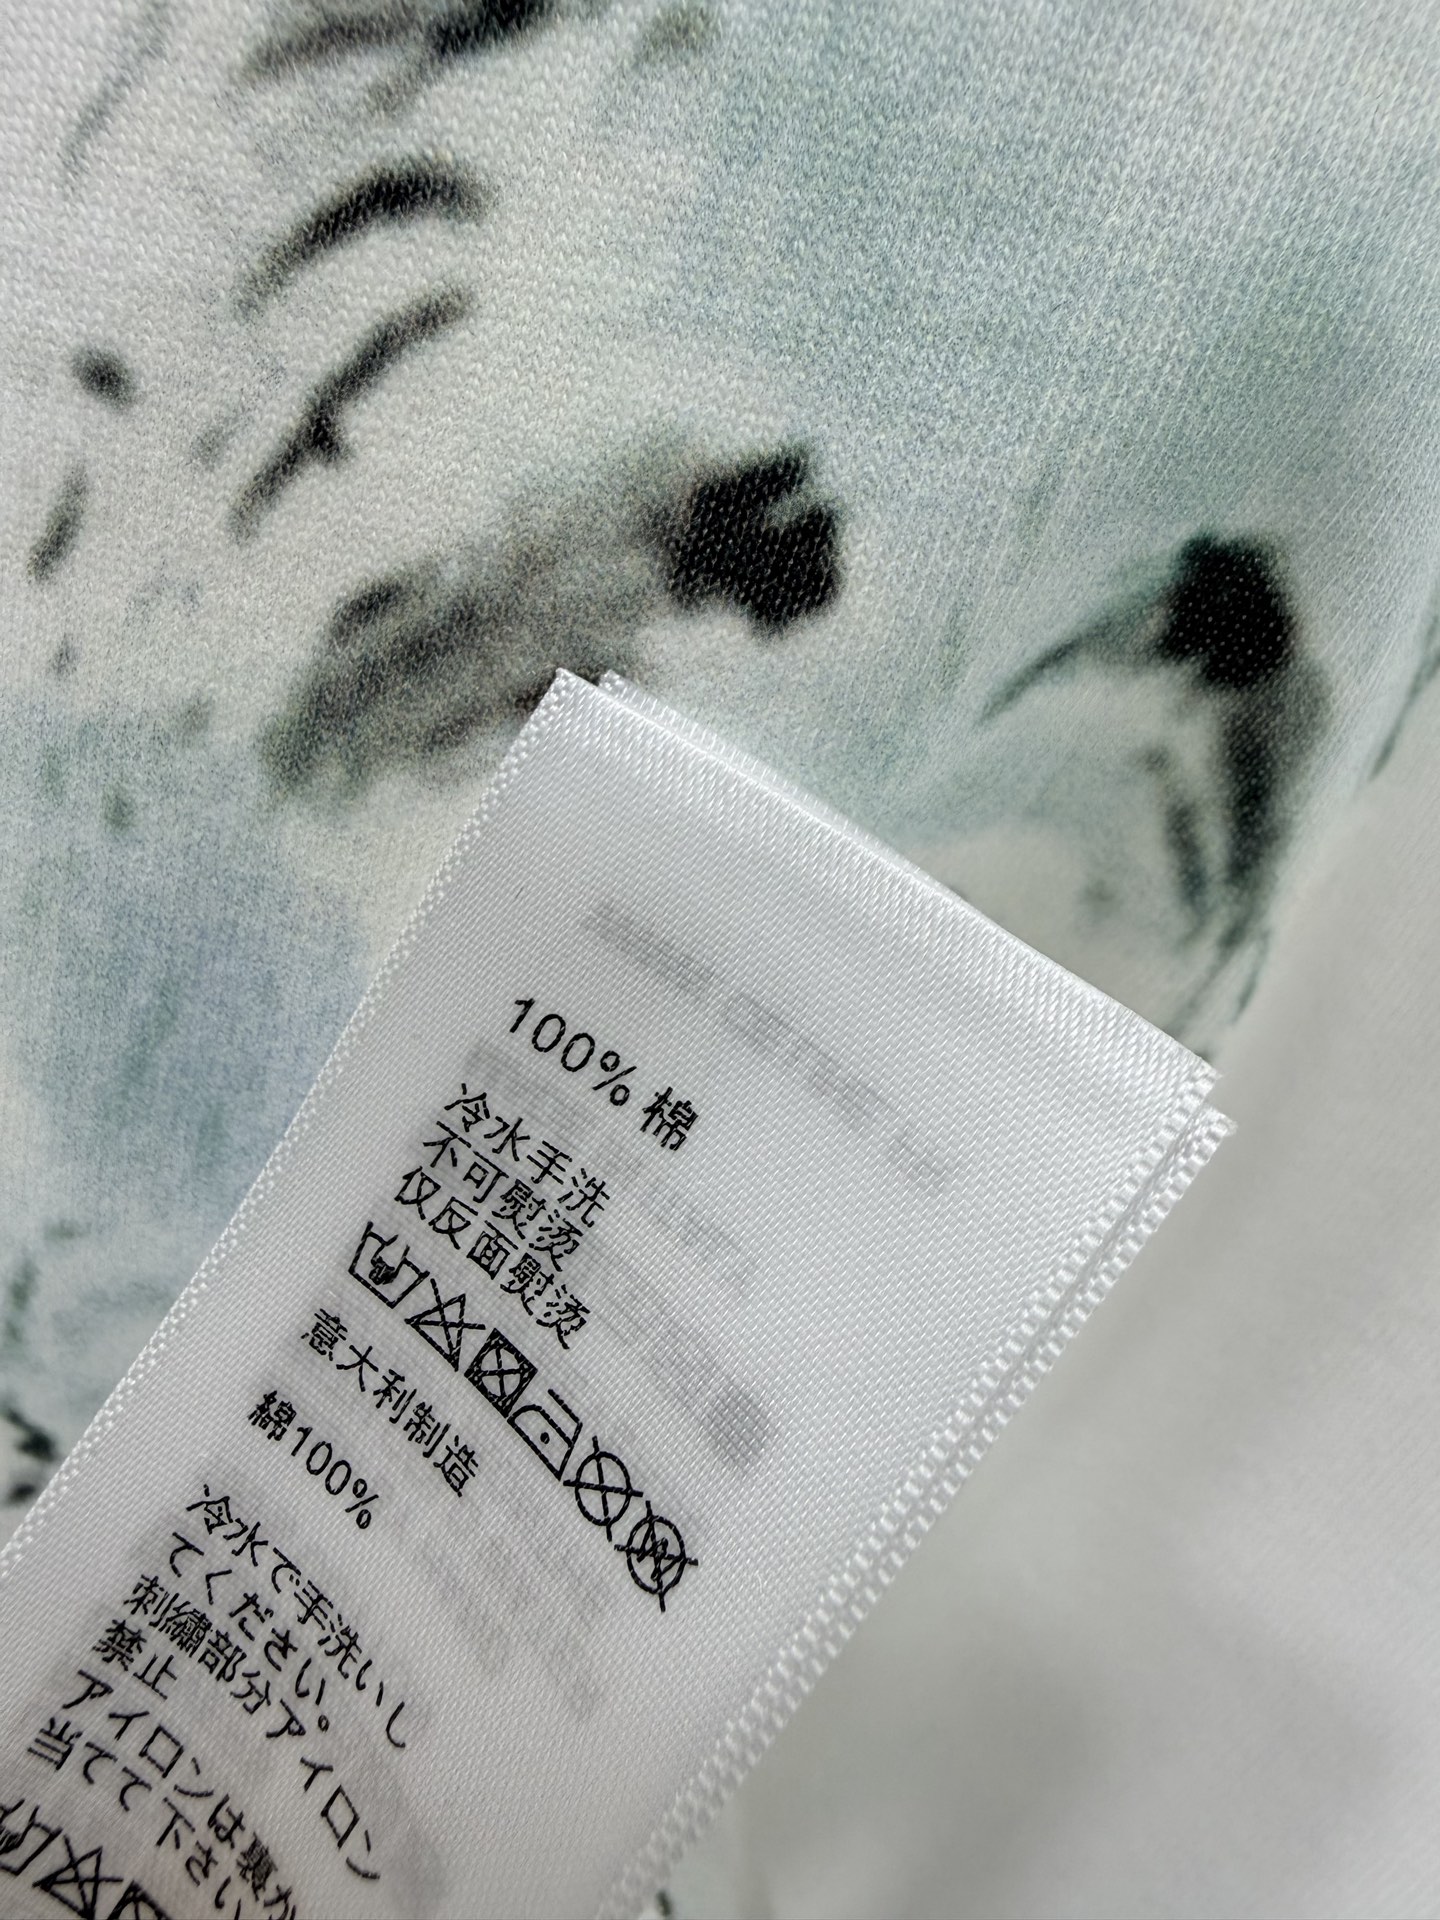 100% 棉
冷水手洗
不可熨烫
仅反面熨烫
意大利制造
綿100%
冷水で手洗いし
てください。
刺繍部分アイロン
禁止
アイロンは裏か
当てて下さい